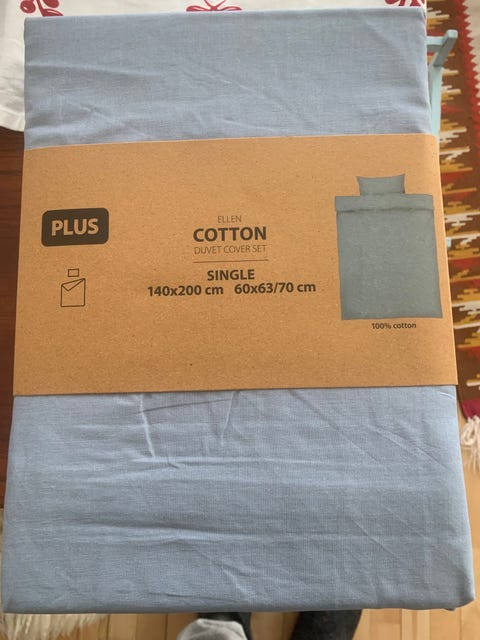 PLUS
ELLEN
COTTON
DUVET COVER SET
SINGLE
140x200 cm 60x63/70 cm
100% cotton